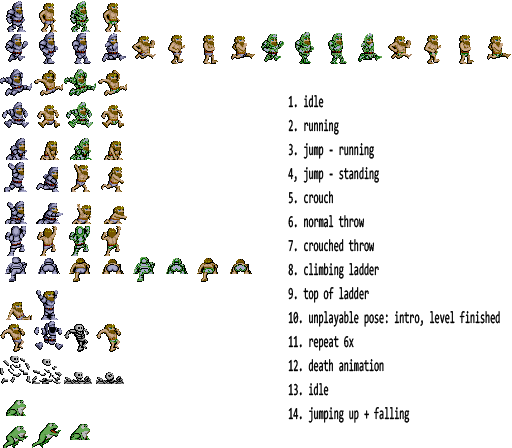 1. idle
2. running
3. jump - running
4, jump - standing
5. crouch
6. normal throw
7. crouched throw
8. climbing ladder
9. top of ladder
10. unplayable pose: intro, level finished
11. repeat 6x
12. death animation
13. idle
14. jumping up + falling